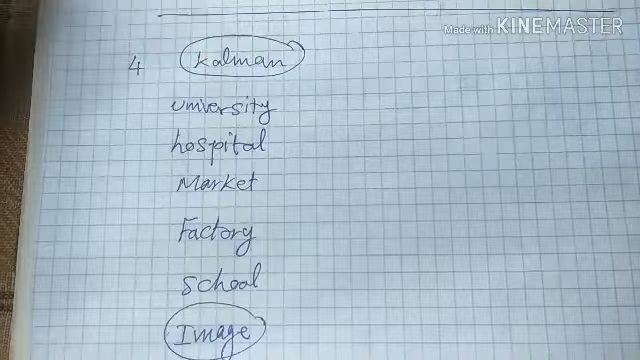 Made with KINEMASTER
4 Kalman
university
hospital
Market
Factory
School
Image